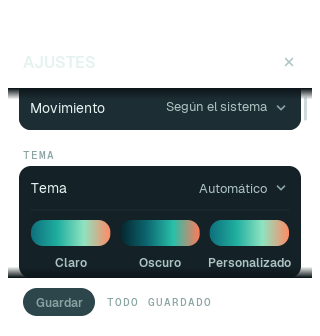 AJUSTES ×
Movimiento Según el sistema
TEMA
Tema Automático
Claro Oscuro Personalizado
Guardar TODO GUARDADO